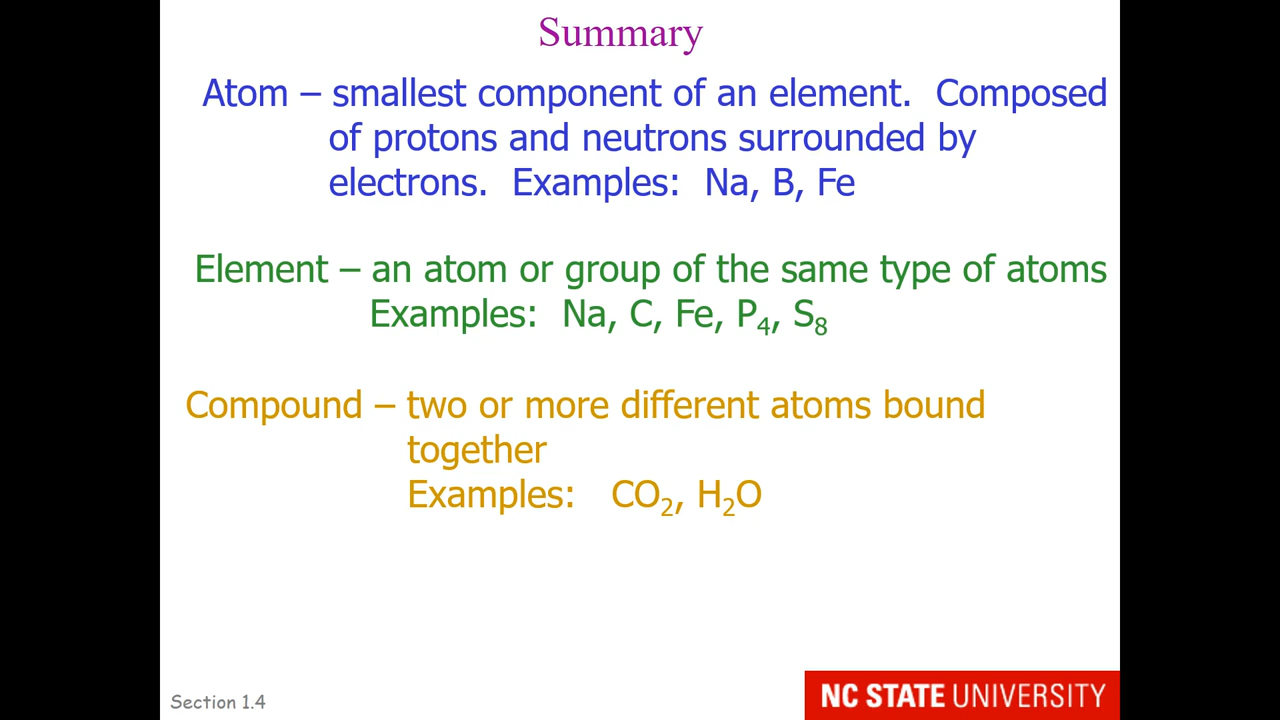 Summary
Atom – smallest component of an element.  Composed
of protons and neutrons surrounded by
electrons.  Examples:  Na, B, Fe
Element – an atom or group of the same type of atoms
Examples:  Na, C, Fe, P₄, S₈
Compound – two or more different atoms bound
together
Examples:   CO₂, H₂O
Section 1.4
NC STATE UNIVERSITY